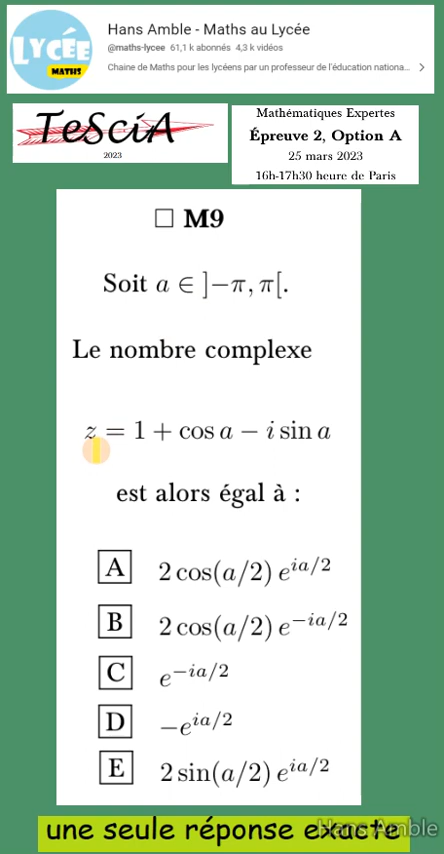 Hans Amble - Maths au Lycée
@maths-lycee 61,1 k abonnés 4,3 k vidéos
Chaine de Maths pour les lycéens par un professeur de l'éducation nationa...
LYCÉE
MATHS
TeSciA
2023
Mathématiques Expertes
Épreuve 2, Option A
25 mars 2023
16h-17h30 heure de Paris
☐ M9
Soit a ∈ ]−π, π[.
Le nombre complexe
z = 1 + cos a − i sin a
est alors égal à :
A 2 cos(a/2) e^{ia/2}
B 2 cos(a/2) e^{−ia/2}
C e^{−ia/2}
D −e^{ia/2}
E 2 sin(a/2) e^{ia/2}
une seule réponse exacte
Hans Amble